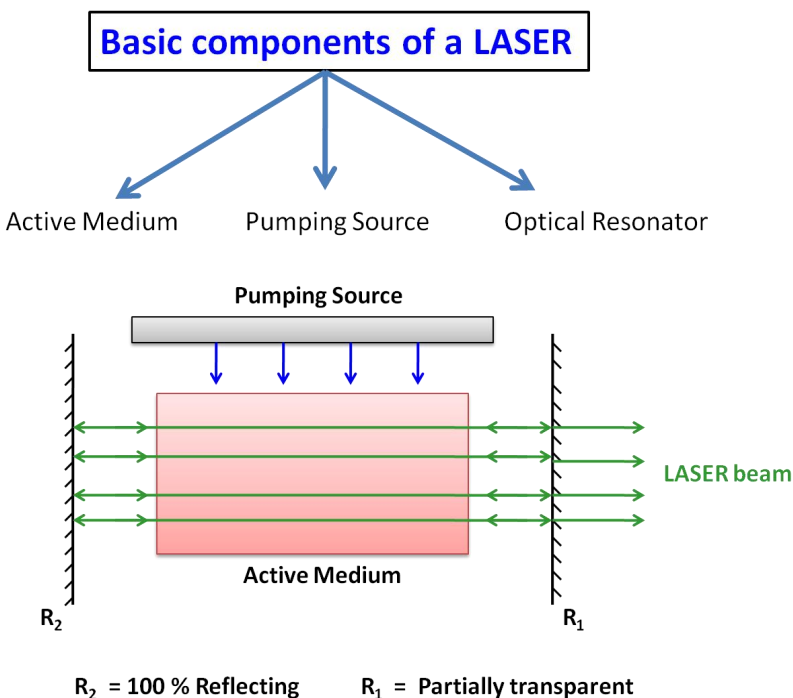 Basic components of a LASER
Active Medium
Pumping Source
Optical Resonator
Pumping Source
LASER beam
Active Medium
R₂
R₁
R₂ = 100 % Reflecting
R₁ = Partially transparent